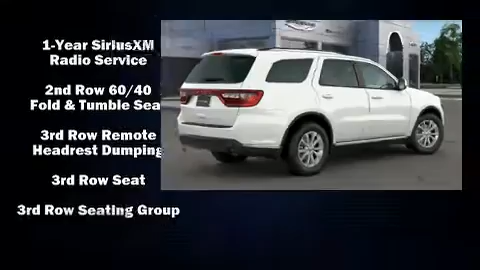 1-Year SiriusXM
Radio Service
2nd Row 60/40
Fold & Tumble Sea
3rd Row Remote
Headrest Dumping
3rd Row Seat
3rd Row Seating Group